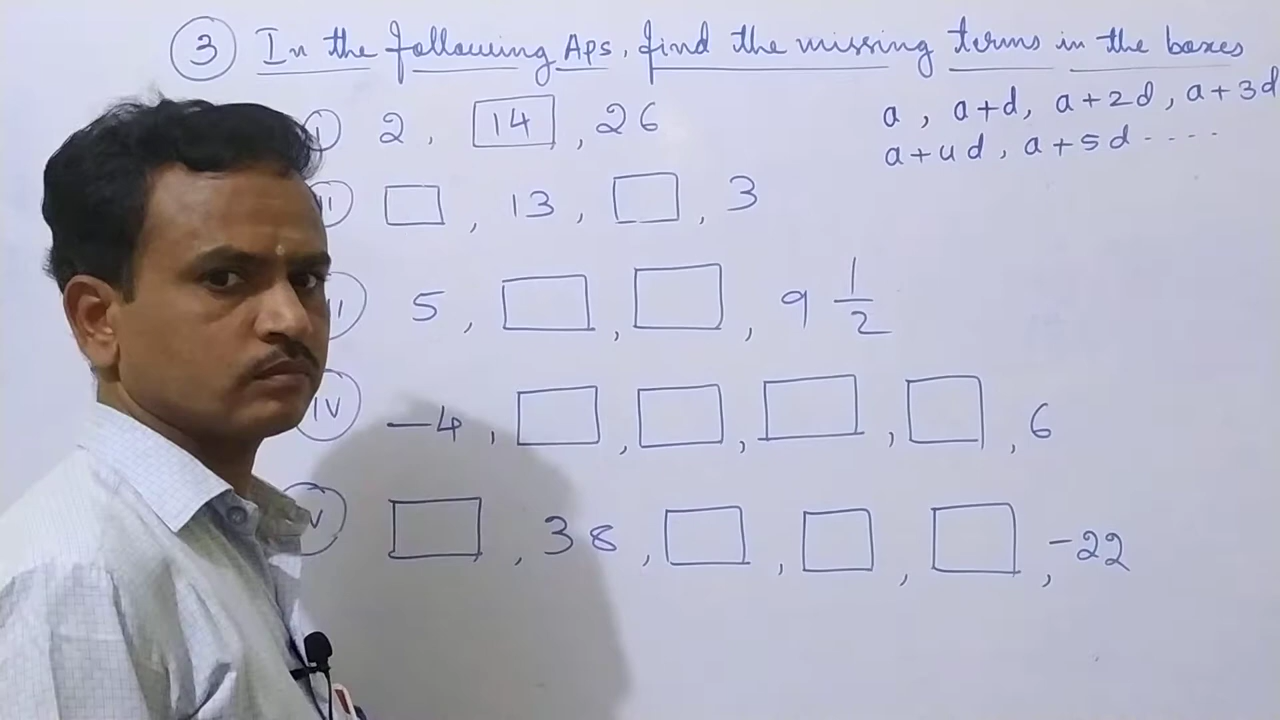 3 In the following Aps, find the missing terms in the boxes
a, a+d, a+2d, a+3d
a+4d, a+5d ....
i 2, 14, 26
ii , 13, , 3
5, , , 9 1/2
iv -4, , , , , 6
v , 38, , , , -22